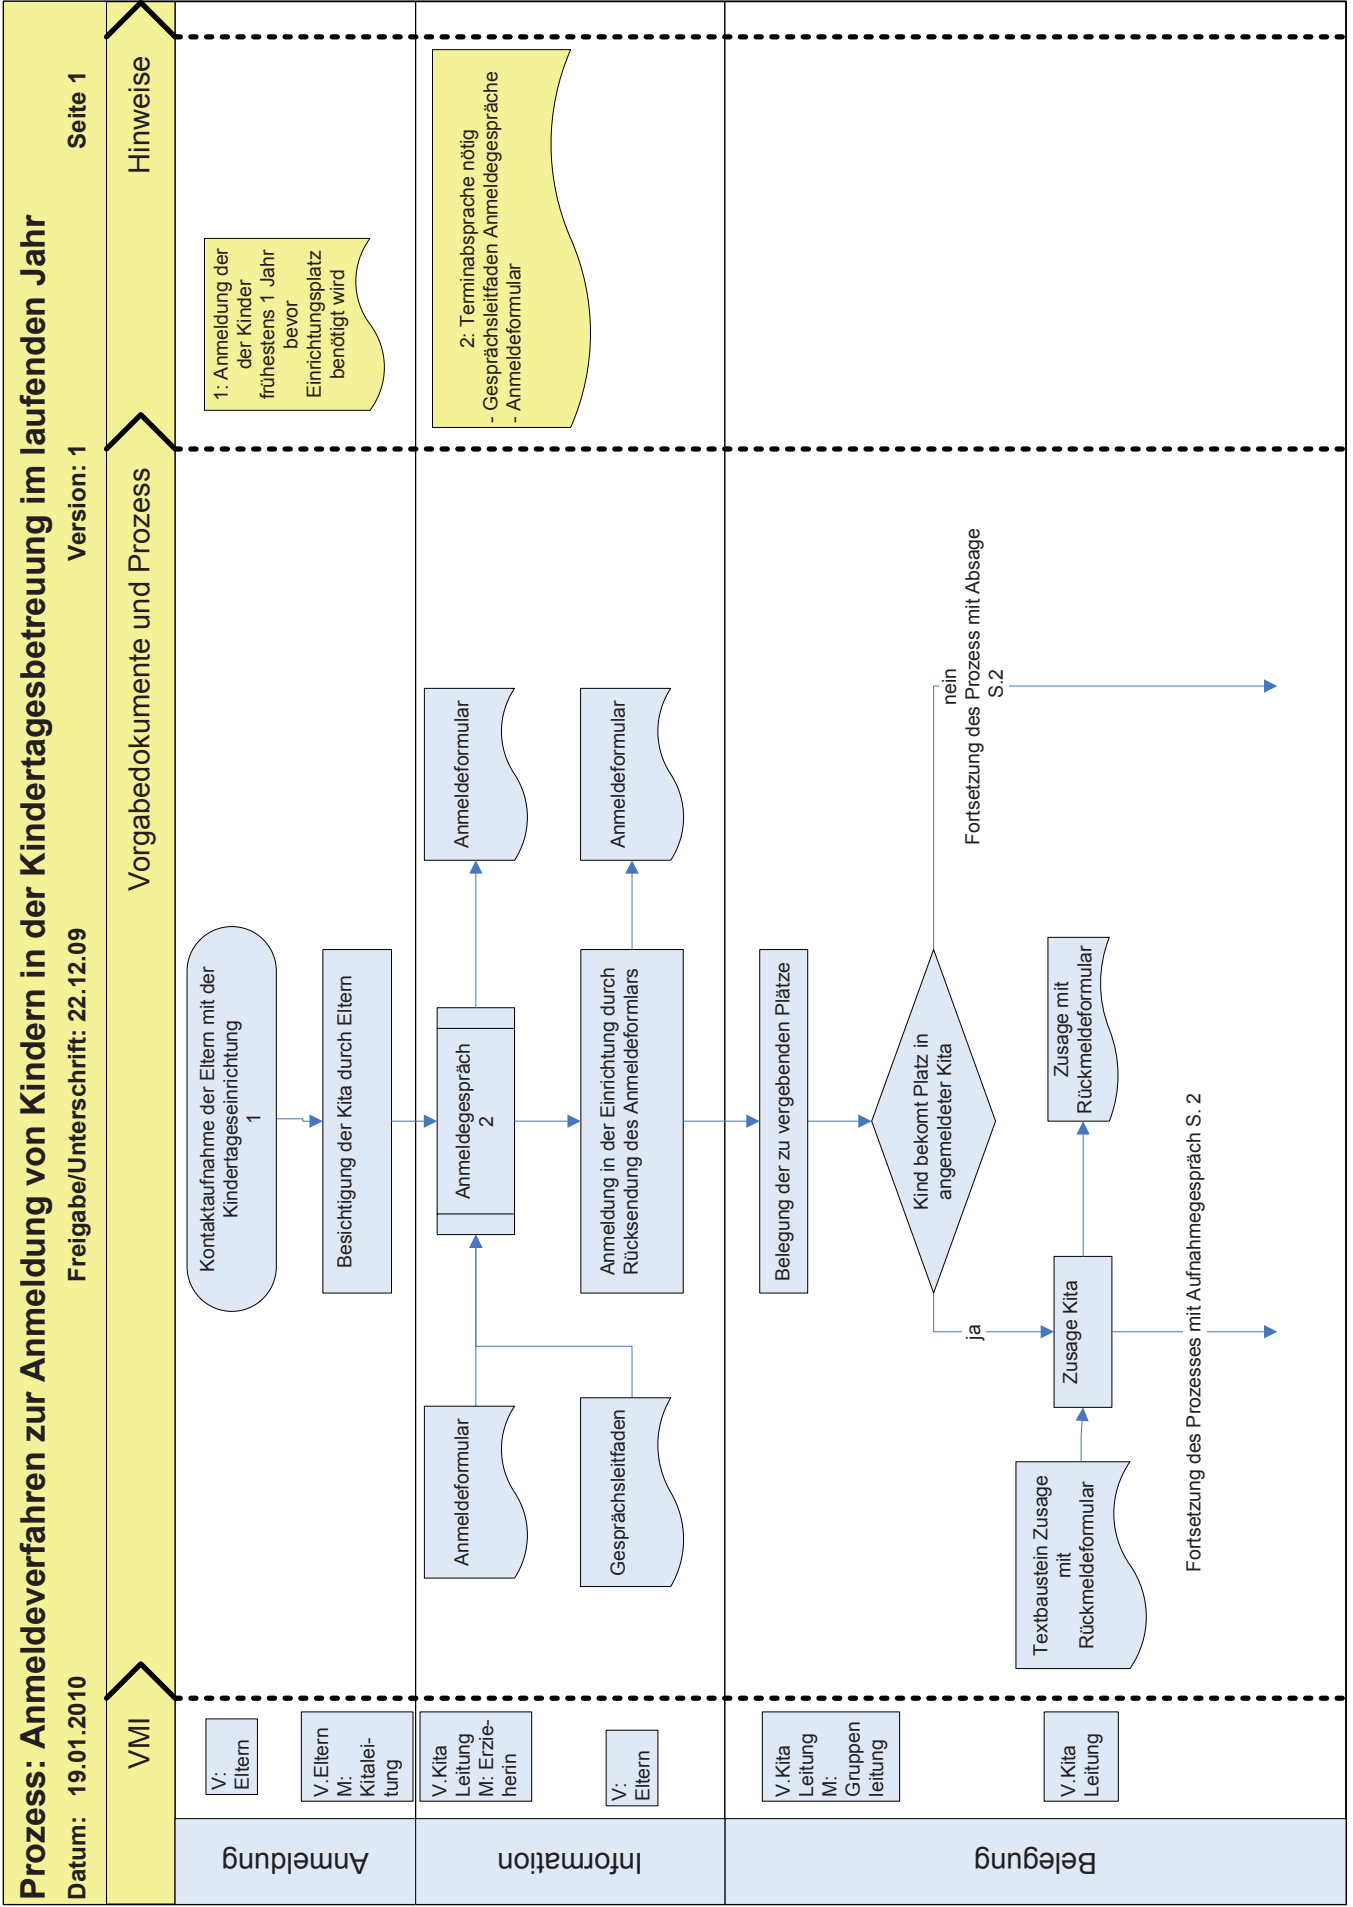 Prozess: Anmeldeverfahren zur Anmeldung von Kindern in der Kindertagesbetreuung im laufenden Jahr
Datum: 19.01.2010 Freigabe/Unterschrift: 22.12.09 Version: 1 Seite 1
VMI Vorgabedokumente und Prozess Hinweise
Anmeldung
V:
Eltern
Kontaktaufnahme der Eltern mit der
Kindertageseinrichtung
1
1: Anmeldung der
der Kinder
frühestens 1 Jahr
bevor
Einrichtungsplatz
benötigt wird
V.Eltern
M:
Kitalei-
tung
Besichtigung der Kita durch Eltern
Information
V.Kita
Leitung
M: Erzie-
herin
Anmeldeformular
Anmeldegespräch
2
Anmeldeformular
2: Terminabsprache nötig
- Gesprächsleitfaden Anmeldegespräche
- Anmeldeformular
V:
Eltern
Gesprächsleitfaden
Anmeldung in der Einrichtung durch
Rücksendung des Anmeldeformlars
Anmeldeformular
Belegung
V.Kita
Leitung
M:
Gruppen
leitung
Belegung der zu vergebenden Plätze
Kind bekomt Platz in
angemeldeter Kita
nein
Fortsetzung des Prozess mit Absage
S.2
ja
V.Kita
Leitung
Textbaustein Zusage
mit
Rückmeldeformular
Zusage Kita
Zusage mit
Rückmeldeformular
Fortsetzung des Prozesses mit Aufnahmegespräch S. 2